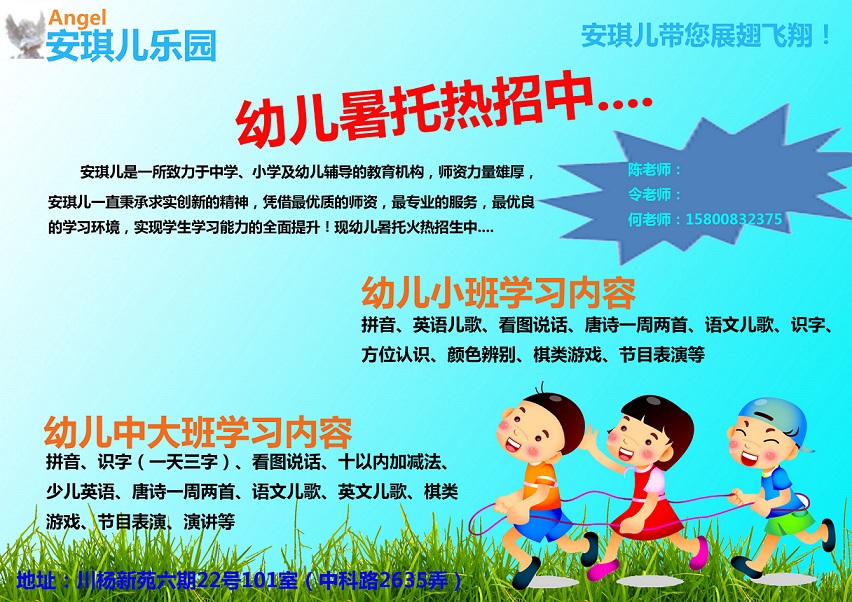 Angel
安琪儿乐园
安琪儿带您展翅飞翔！
幼儿暑托热招中....
安琪儿是一所致力于中学、小学及幼儿辅导的教育机构，师资力量雄厚，
安琪儿一直秉承求实创新的精神，凭借最优质的师资，最专业的服务，最优良
的学习环境，实现学生学习能力的全面提升！现幼儿暑托火热招生中....
陈老师：
令老师：
何老师：15800832375
幼儿小班学习内容
拼音、英语儿歌、看图说话、唐诗一周两首、语文儿歌、识字、
方位认识、颜色辨别、棋类游戏、节目表演等
幼儿中大班学习内容
拼音、识字（一天三字）、看图说话、十以内加减法、
少儿英语、唐诗一周两首、语文儿歌、英文儿歌、棋类
游戏、节目表演、演讲等
地址：川杨新苑六期22号101室（中科路2635弄）